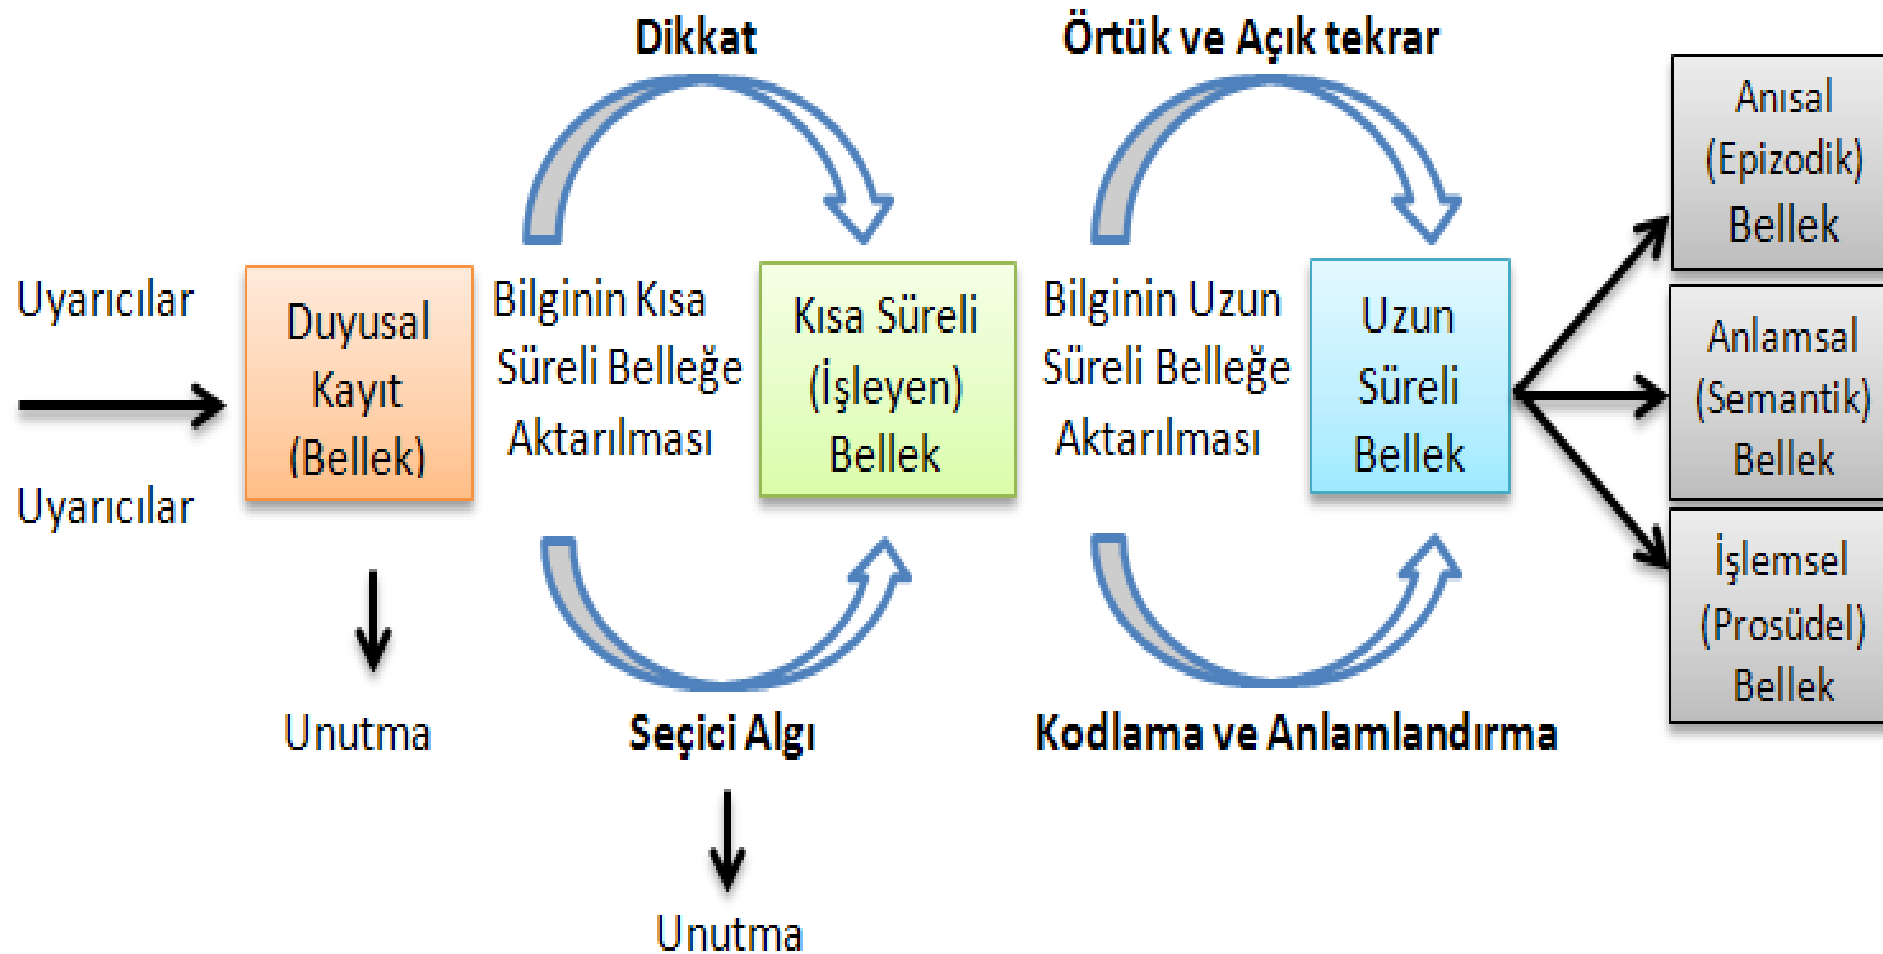 Dikkat
Örtük ve Açık tekrar
Uyarıcılar
Uyarıcılar
Duyusal
Kayıt
(Bellek)
Bilginin Kısa
Süreli Belleğe
Aktarılması
Kısa Süreli
(İşleyen)
Bellek
Bilginin Uzun
Süreli Belleğe
Aktarılması
Uzun
Süreli
Bellek
Anısal
(Epizodik)
Bellek
Anlamsal
(Semantik)
Bellek
İşlemsel
(Prosüdel)
Bellek
Unutma
Seçici Algı
Kodlama ve Anlamlandırma
Unutma